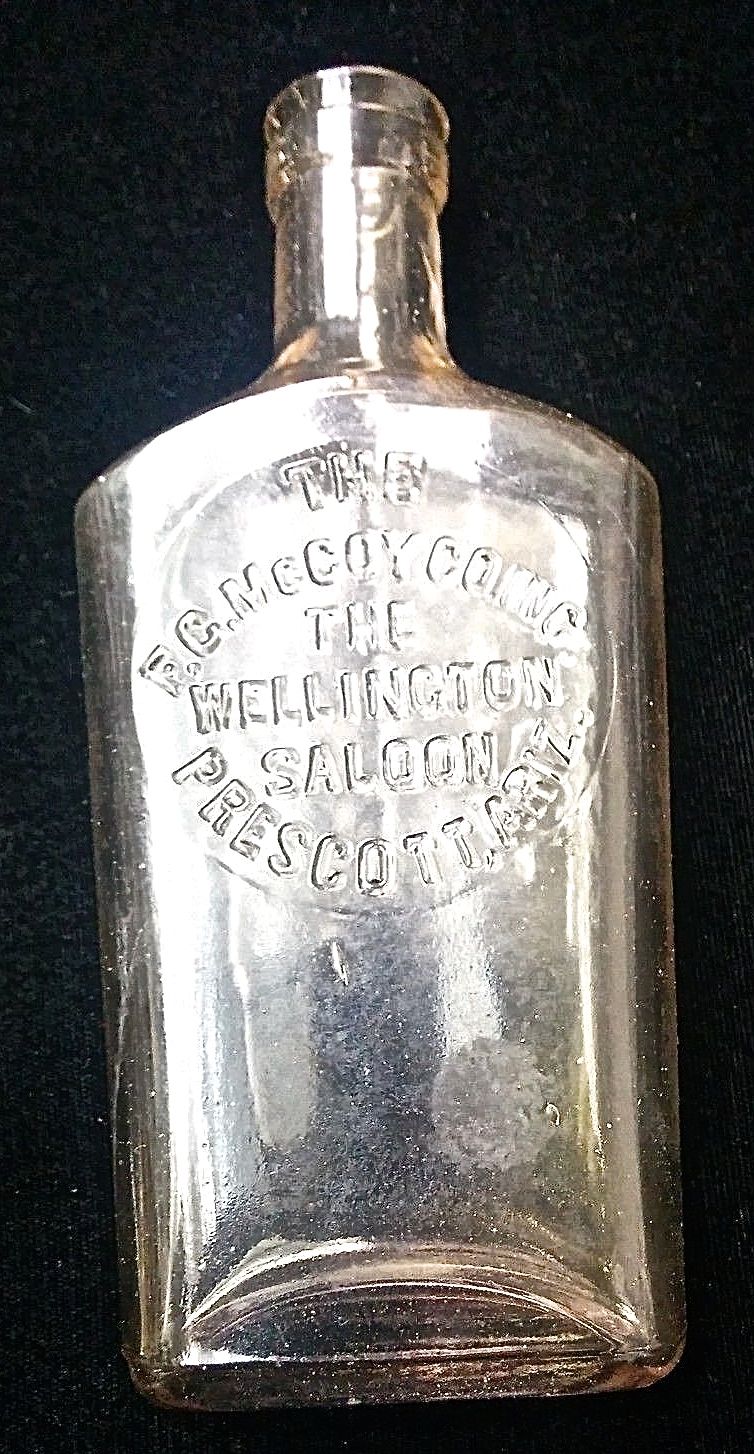 THE
F.C. McCOY CO INC.
THE
WELLINGTON
SALOON
PRESCOTT, ARIZ.